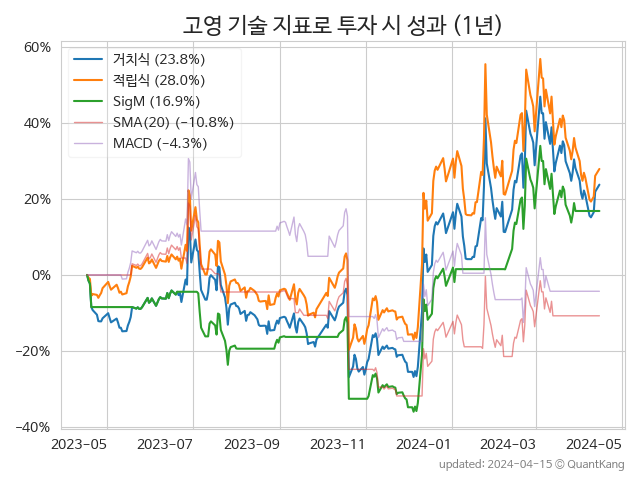 고영 기술 지표로 투자 시 성과 (1년)
60%
40%
20%
0%
−20%
−40%
거치식 (23.8%)
적립식 (28.0%)
SigM (16.9%)
SMA(20) (−10.8%)
MACD (−4.3%)
2023-05 2023-07 2023-09 2023-11 2024-01 2024-03 2024-05
updated: 2024-04-15 © QuantKang